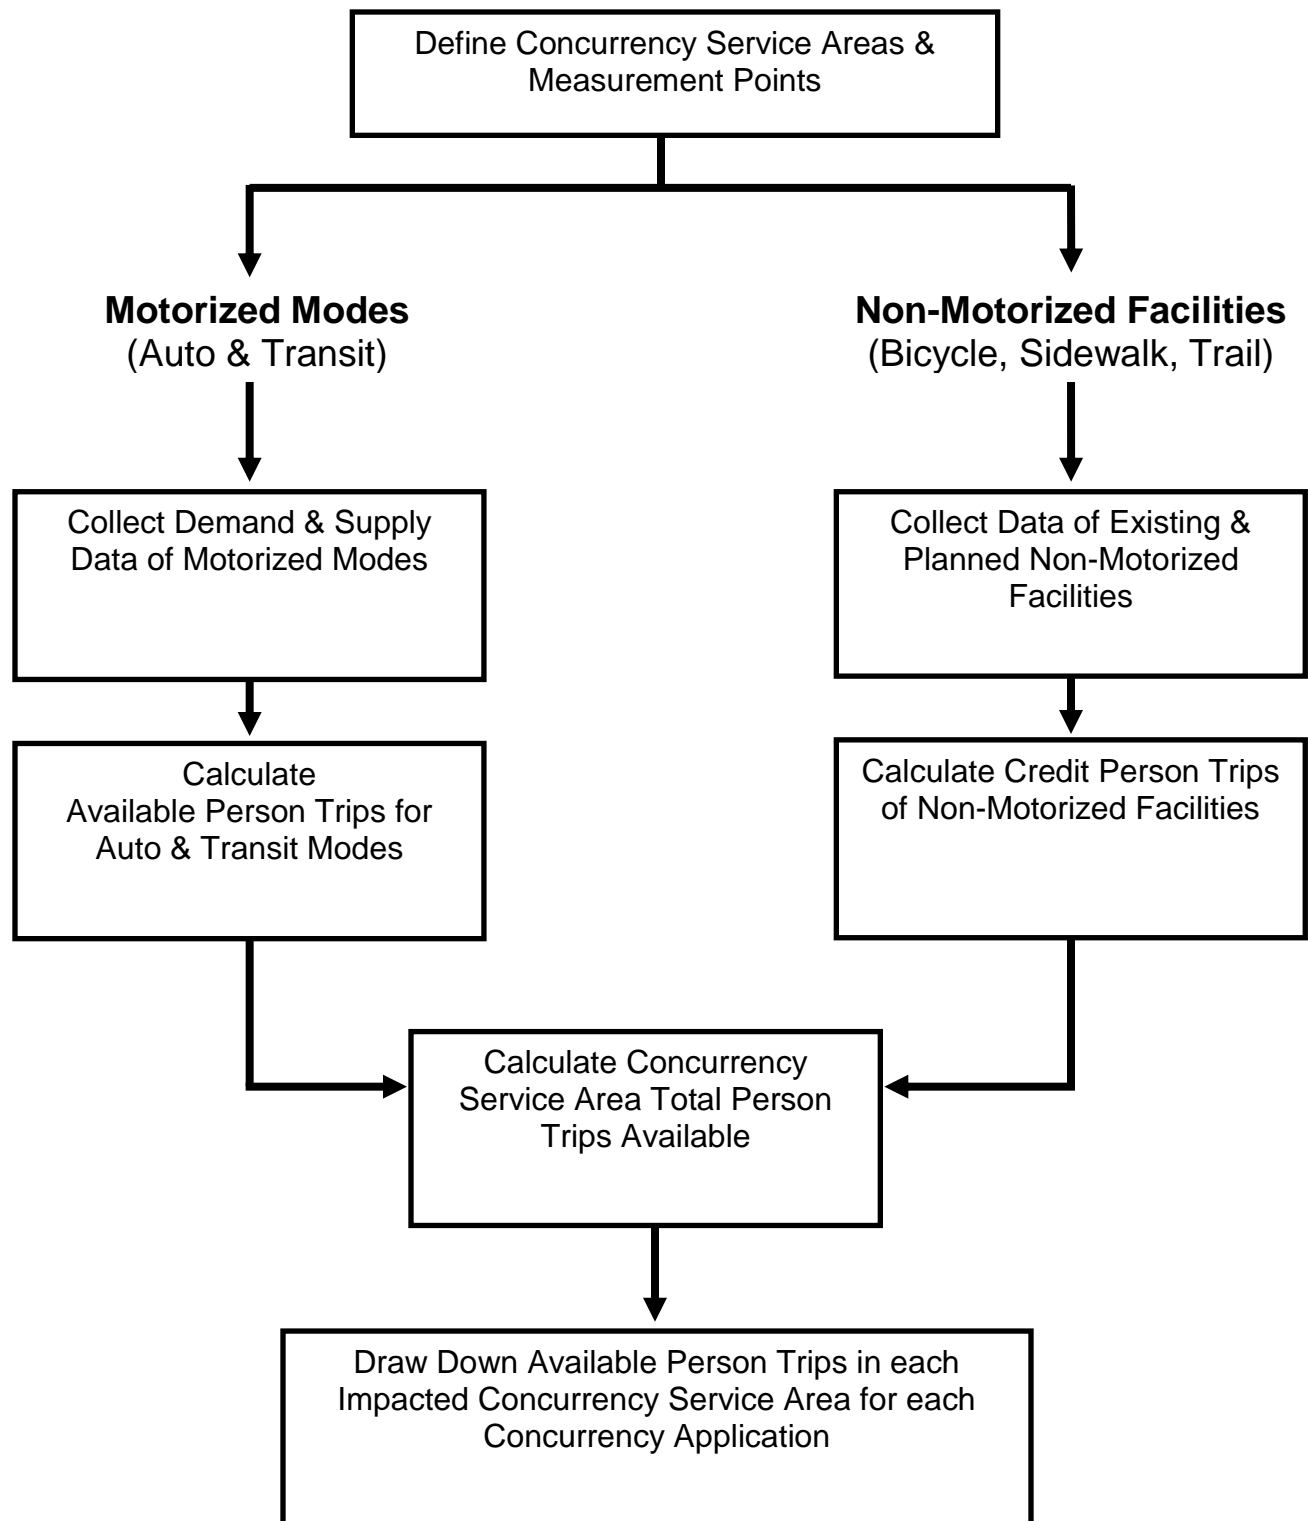 Define Concurrency Service Areas &
Measurement Points
Motorized Modes
(Auto & Transit)
Non-Motorized Facilities
(Bicycle, Sidewalk, Trail)
Collect Demand & Supply
Data of Motorized Modes
Collect Data of Existing &
Planned Non-Motorized
Facilities
Calculate
Available Person Trips for
Auto & Transit Modes
Calculate Credit Person Trips
of Non-Motorized Facilities
Calculate Concurrency
Service Area Total Person
Trips Available
Draw Down Available Person Trips in each
Impacted Concurrency Service Area for each
Concurrency Application